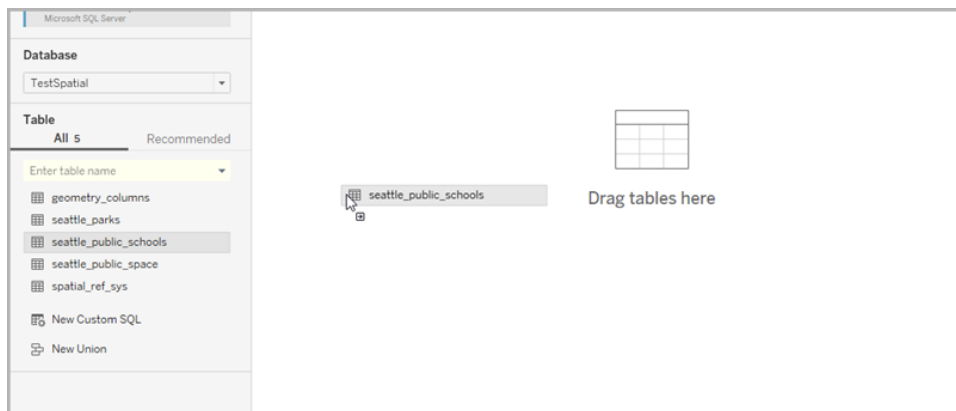 Microsoft SQL Server
Database
TestSpatial
Table
All 5
Recommended
Enter table name
geometry_columns
seattle_parks
seattle_public_schools
seattle_public_space
spatial_ref_sys
New Custom SQL
New Union
seattle_public_schools
Drag tables here